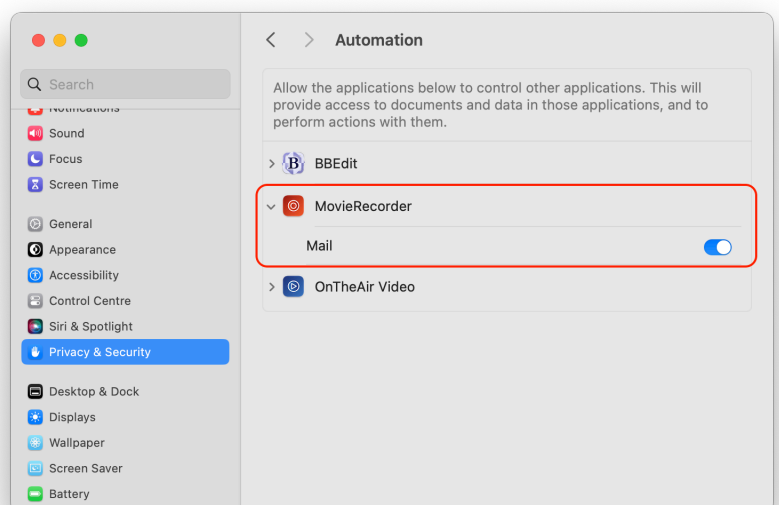 Automation
Search
Notifications
Sound
Focus
Screen Time
General
Appearance
Accessibility
Control Centre
Siri & Spotlight
Privacy & Security
Desktop & Dock
Displays
Wallpaper
Screen Saver
Battery
Allow the applications below to control other applications. This will
provide access to documents and data in those applications, and to
perform actions with them.
BBEdit
MovieRecorder
Mail
OnTheAir Video